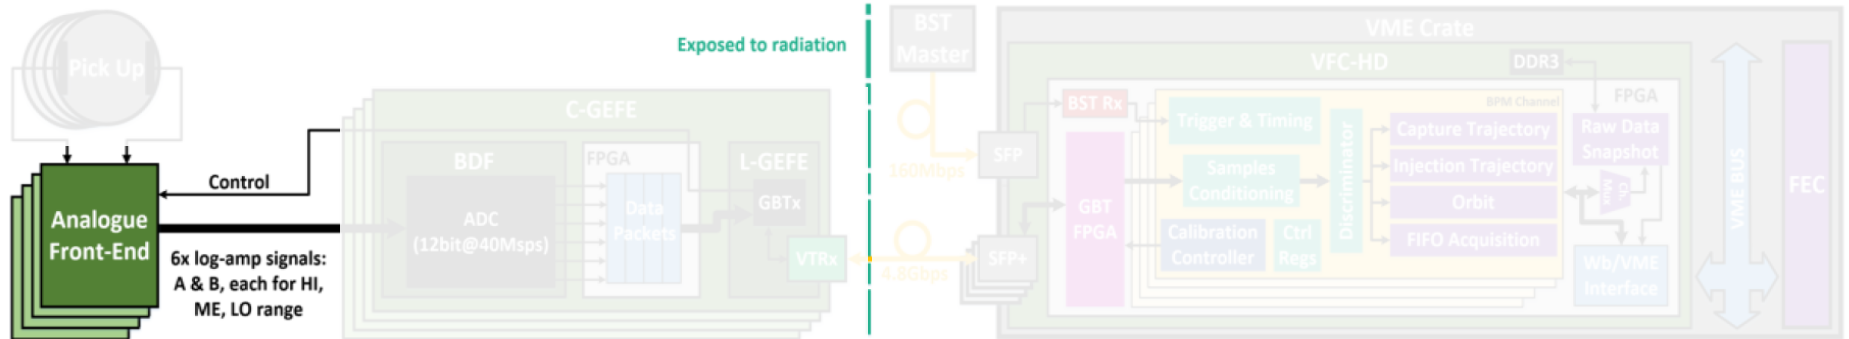 Pick Up
Exposed to radiation
Control
Analogue
Front-End
6x log-amp signals:
A & B, each for HI,
ME, LO range
C-GEFE
BDF
ADC
(12bit@40Msps)
FPGA
Data
Packets
L-GEFE
GBTx
VTRx
BST
Master
160Mbps
4.8Gbps
SFP
SFP+
VME Crate
VFC-HD
DDR3
FPGA
BST Rx
GBT
FPGA
BPM Channel
Trigger & Timing
Samples
Conditioning
Calibration
Controller
Ctrl
Regs
Discriminator
Capture Trajectory
Injection Trajectory
Orbit
FIFO Acquisition
Raw Data
Snapshot
Ch.
Mux
Wb/VME
Interface
VME BUS
FEC